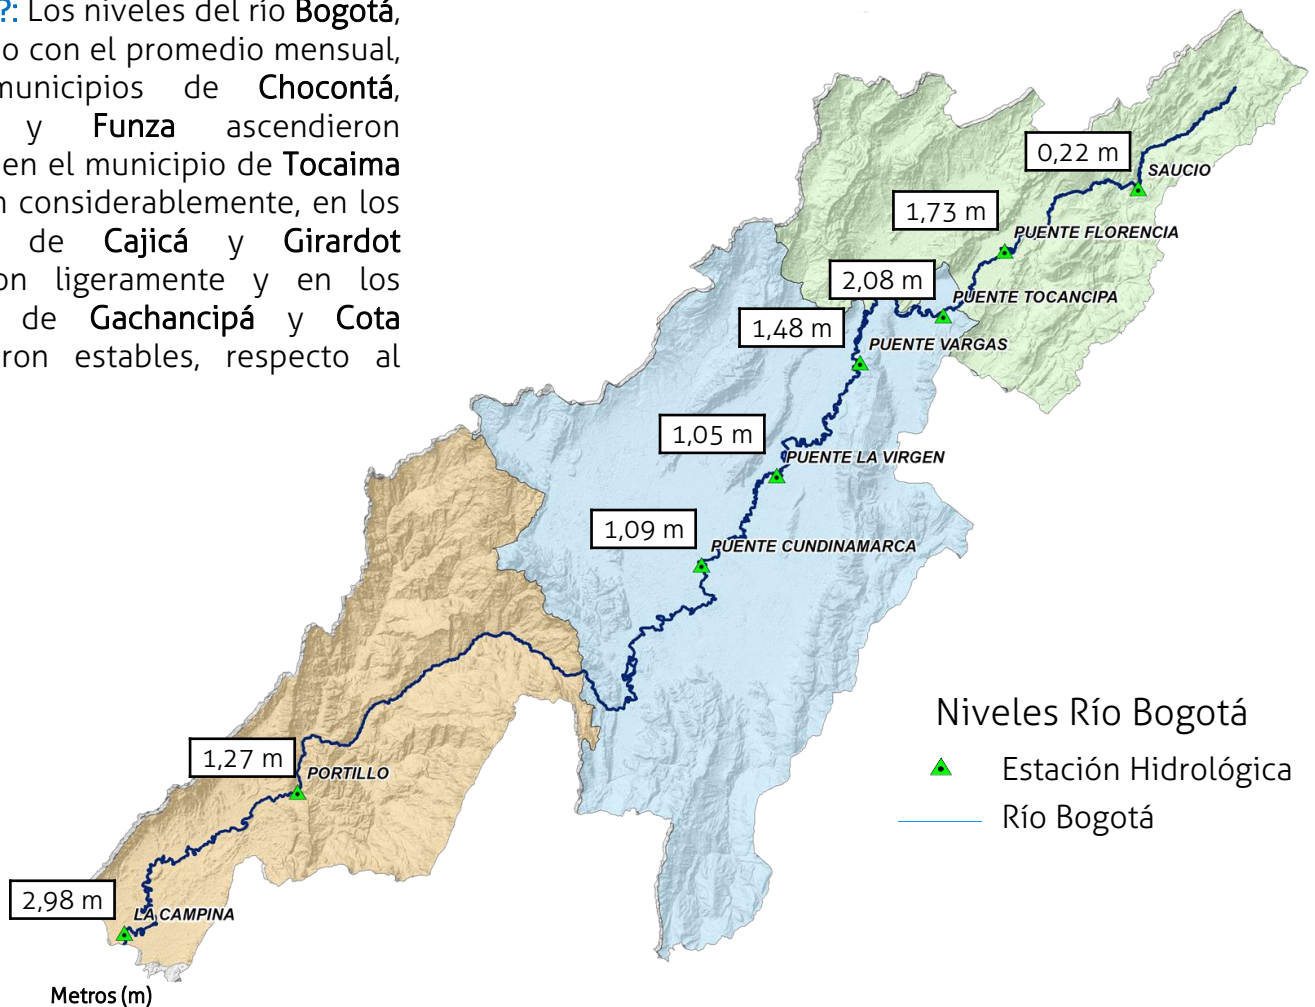 ?: Los niveles del río Bogotá,
o con el promedio mensual,
municipios de Chocontá,
y Funza ascendieron
en el municipio de Tocaima
n considerablemente, en los
de Cajicá y Girardot
on ligeramente y en los
de Gachancipá y Cota
ron estables, respecto al
0,22 m
SAUCIO
1,73 m
PUENTE FLORENCIA
2,08 m
PUENTE TOCANCIPA
1,48 m
PUENTE VARGAS
1,05 m
PUENTE LA VIRGEN
1,09 m
PUENTE CUNDINAMARCA
1,27 m
PORTILLO
2,98 m
LA CAMPINA
Niveles Río Bogotá
Estación Hidrológica
Río Bogotá
Metros (m)